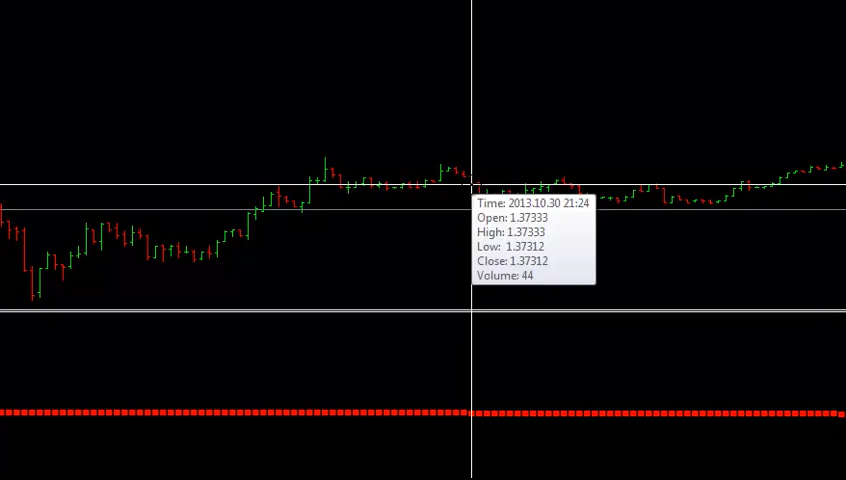 Time: 2013.10.30 21:24
Open: 1.37333
High: 1.37333
Low: 1.37312
Close: 1.37312
Volume: 44